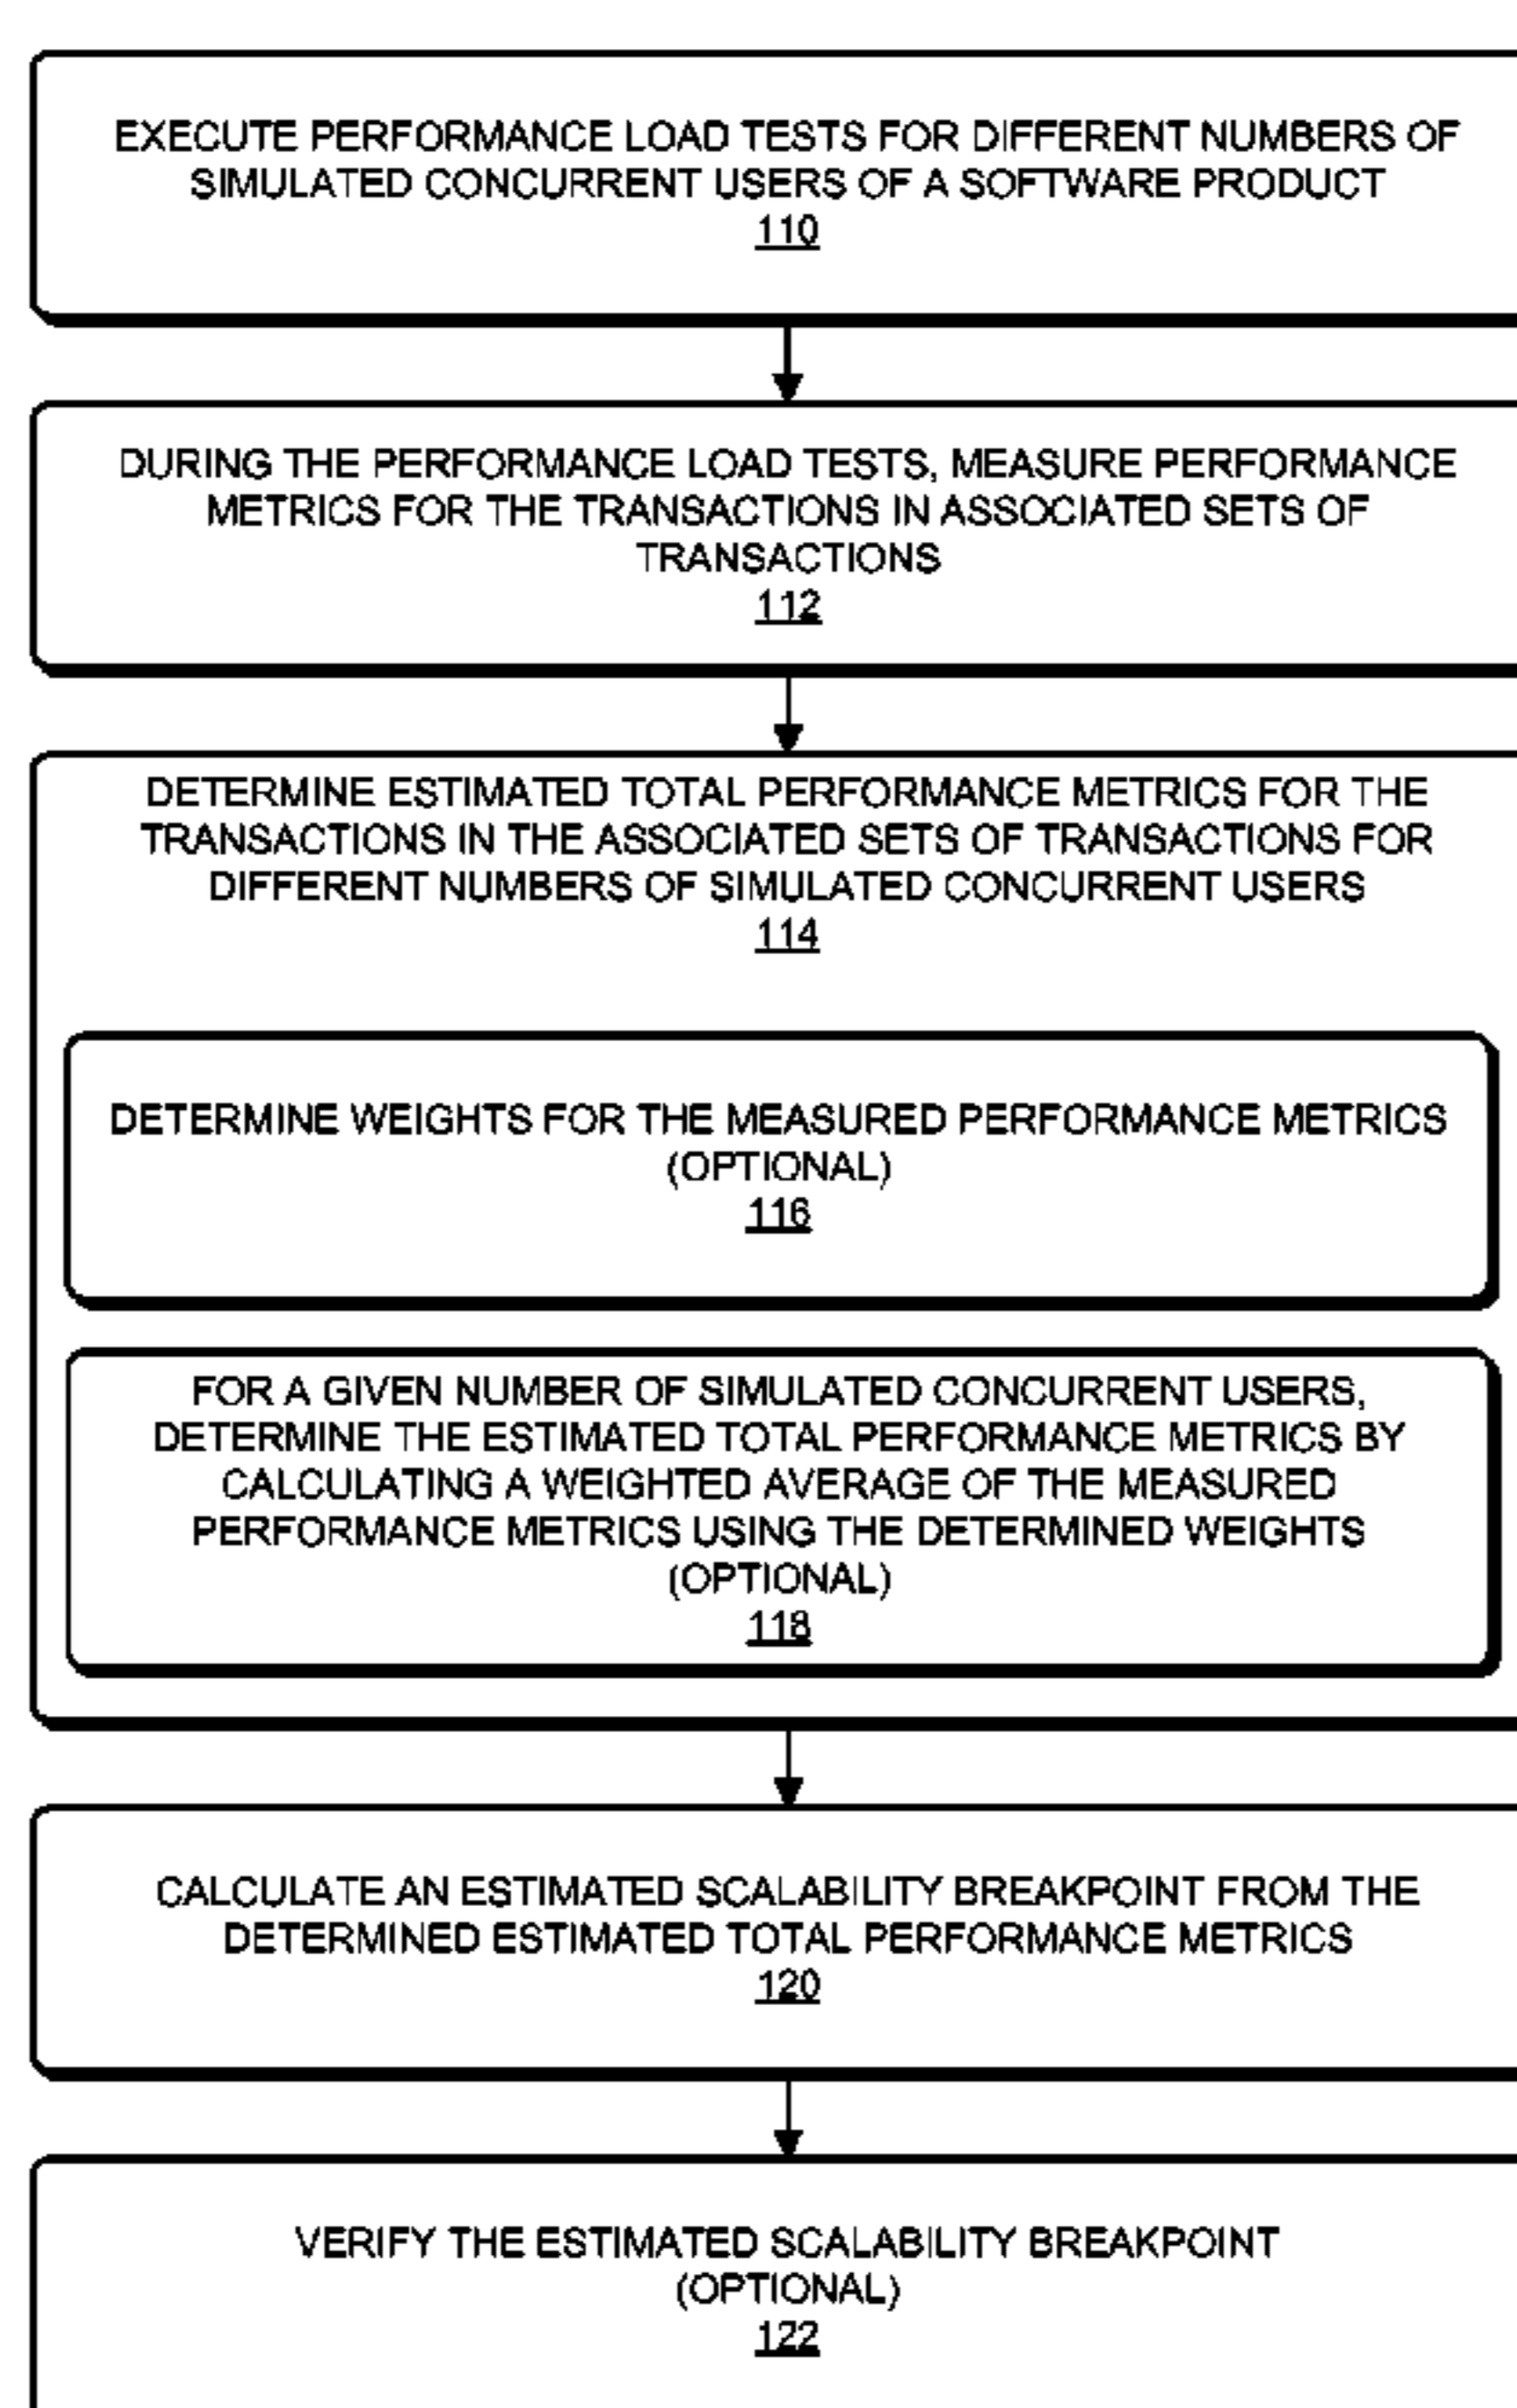 EXECUTE PERFORMANCE LOAD TESTS FOR DIFFERENT NUMBERS OF
SIMULATED CONCURRENT USERS OF A SOFTWARE PRODUCT
110
DURING THE PERFORMANCE LOAD TESTS, MEASURE PERFORMANCE
METRICS FOR THE TRANSACTIONS IN ASSOCIATED SETS OF
TRANSACTIONS
112
DETERMINE ESTIMATED TOTAL PERFORMANCE METRICS FOR THE
TRANSACTIONS IN THE ASSOCIATED SETS OF TRANSACTIONS FOR
DIFFERENT NUMBERS OF SIMULATED CONCURRENT USERS
114
DETERMINE WEIGHTS FOR THE MEASURED PERFORMANCE METRICS
(OPTIONAL)
116
FOR A GIVEN NUMBER OF SIMULATED CONCURRENT USERS,
DETERMINE THE ESTIMATED TOTAL PERFORMANCE METRICS BY
CALCULATING A WEIGHTED AVERAGE OF THE MEASURED
PERFORMANCE METRICS USING THE DETERMINED WEIGHTS
(OPTIONAL)
118
CALCULATE AN ESTIMATED SCALABILITY BREAKPOINT FROM THE
DETERMINED ESTIMATED TOTAL PERFORMANCE METRICS
120
VERIFY THE ESTIMATED SCALABILITY BREAKPOINT
(OPTIONAL)
122